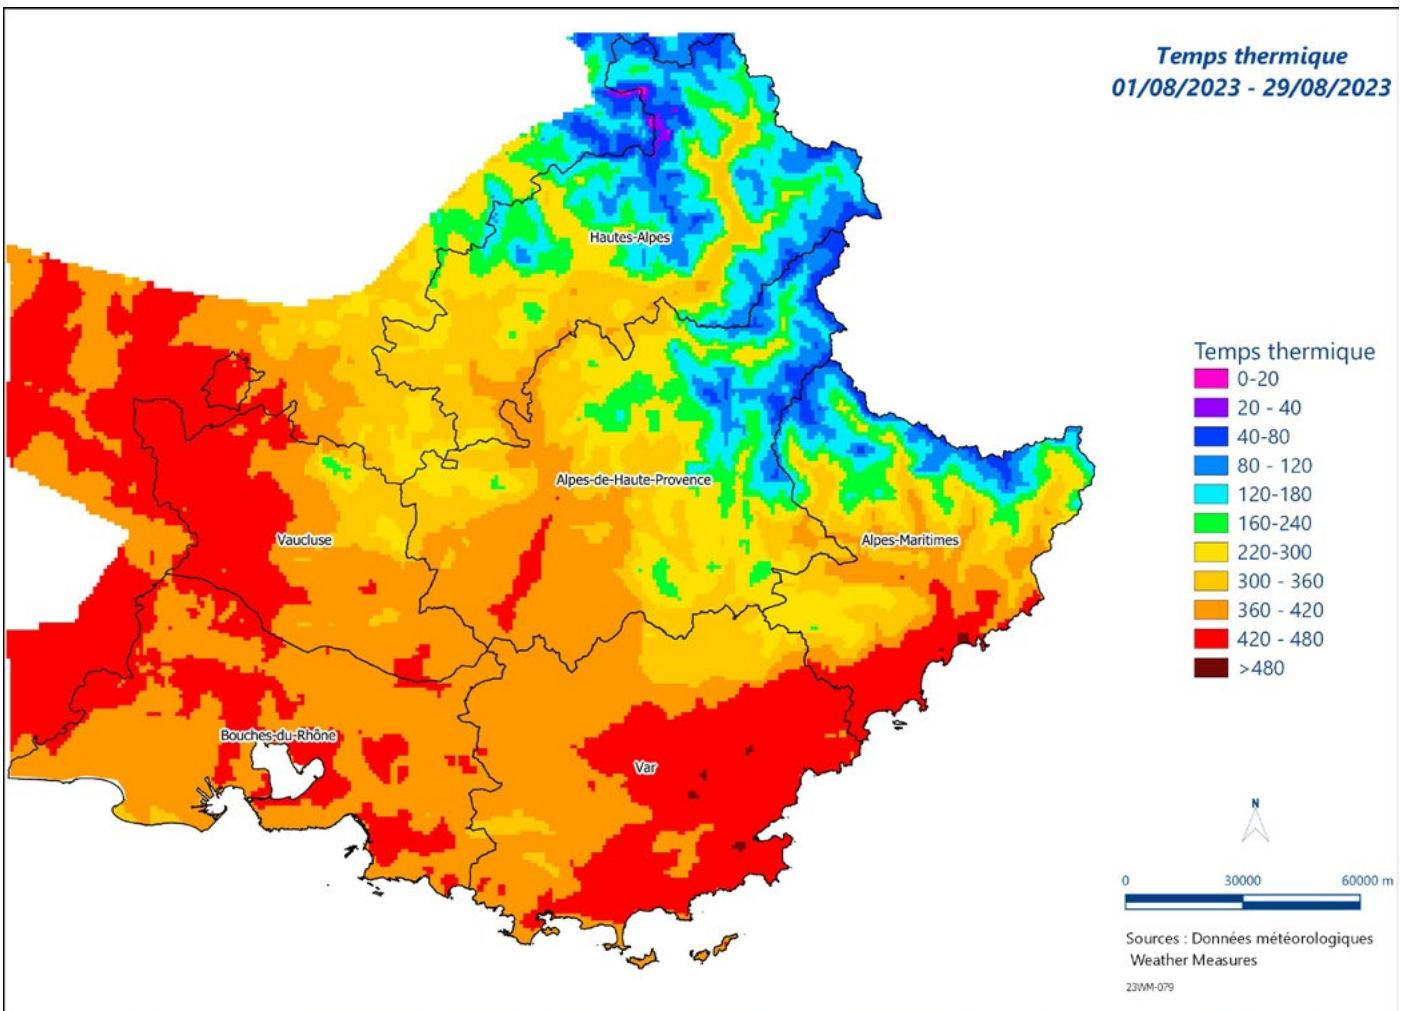 Temps thermique
01/08/2023 - 29/08/2023
Hautes-Alpes
Temps thermique
0-20
20 - 40
40-80
80 - 120
120-180
160-240
220-300
300 - 360
360 - 420
420 - 480
>480
Alpes-de-Haute-Provence
Vaucluse
Alpes-Maritimes
Bouches-du-Rhône
Var
N
0 30000 60000 m
Sources : Données météorologiques
Weather Measures
23WM-079